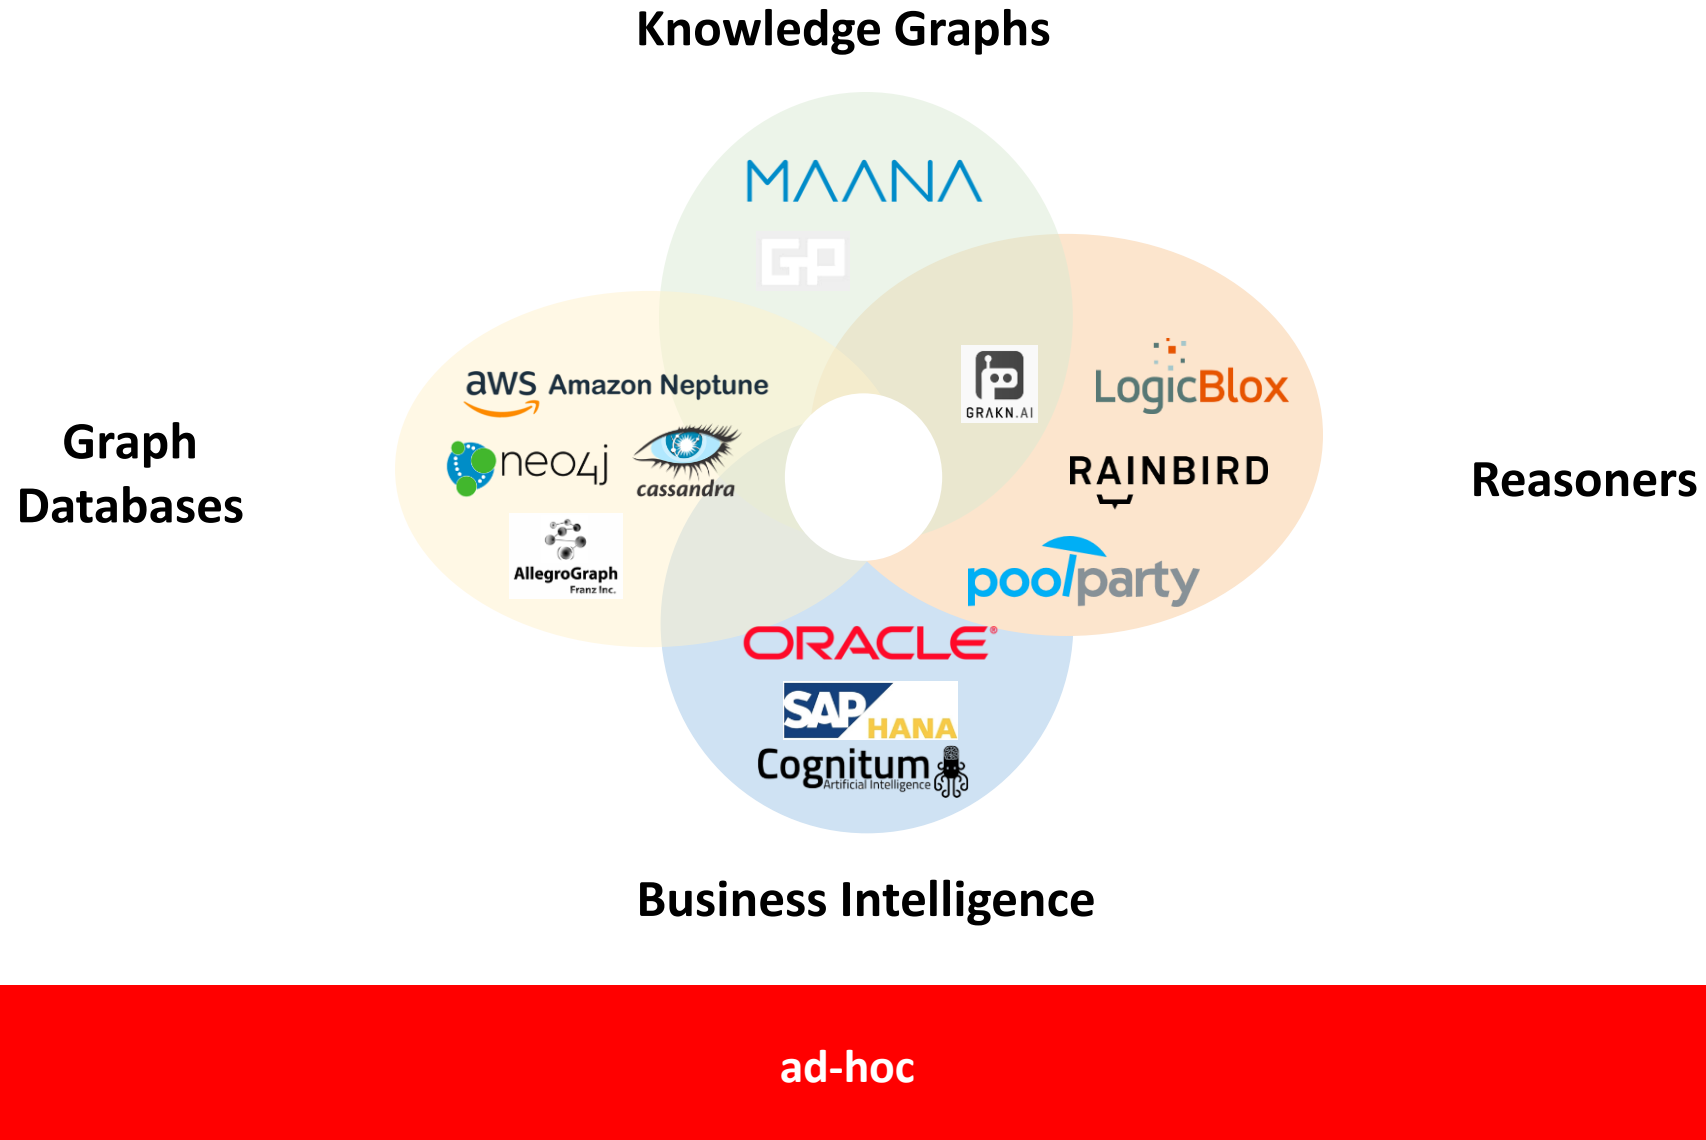 Knowledge Graphs
MAANA
GP
aws Amazon Neptune
neo4j
cassandra
AllegroGraph
Franz Inc.
GRAKN.AI
LogicBlox
RAINBIRD
poolparty
Graph
Databases
Reasoners
ORACLE®
SAP HANA
Cognitum
Artificial Intelligence
Business Intelligence
ad-hoc